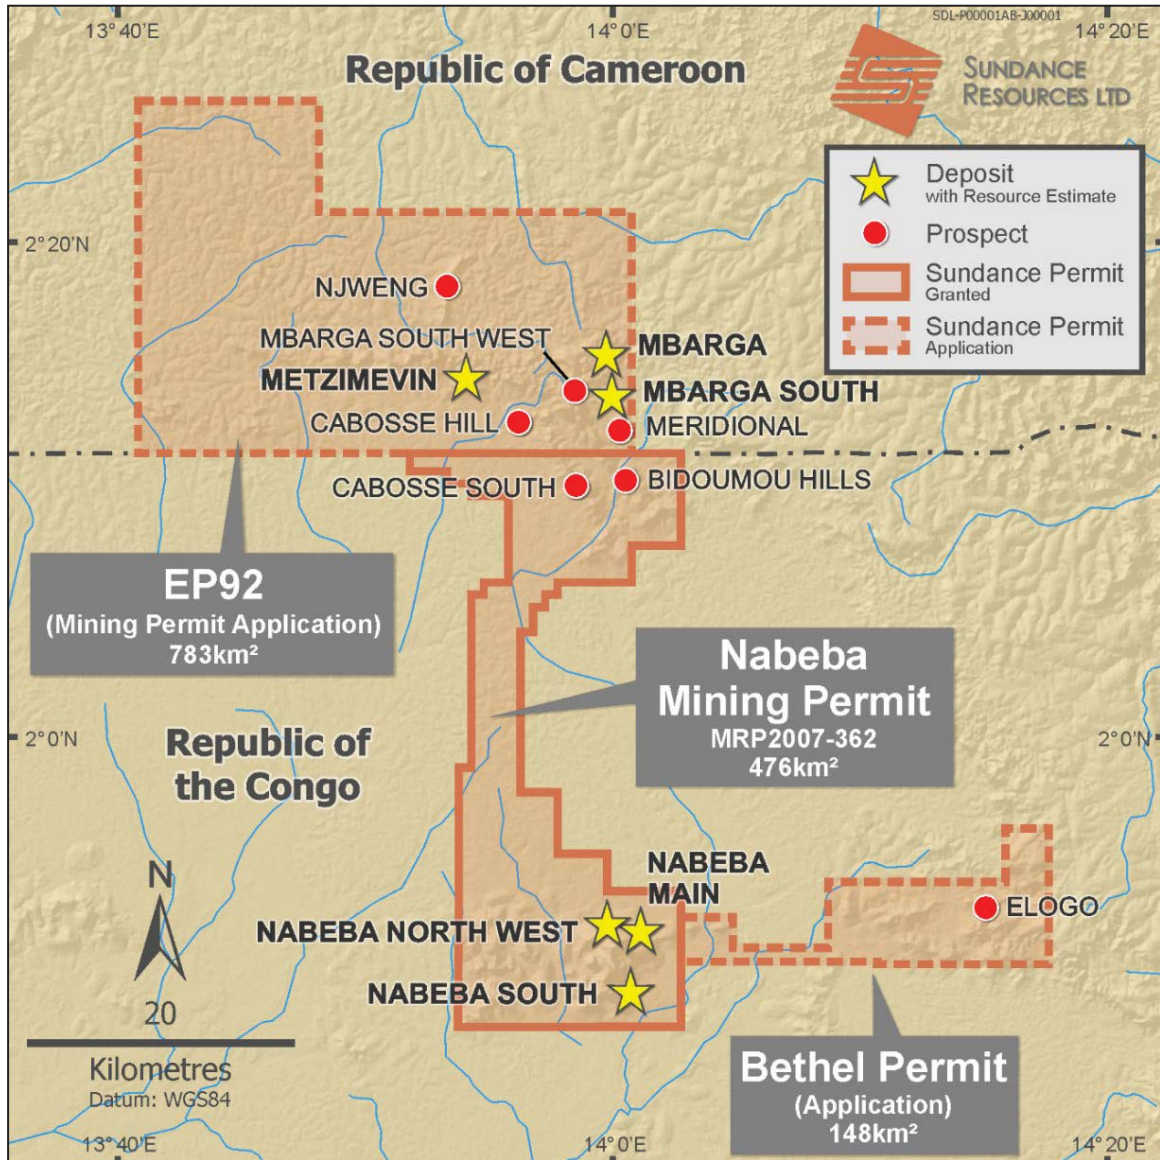 SDL-P00001AB-J00001
13°40'E
14°0'E
14°20'E
Republic of Cameroon
SUNDANCE
RESOURCES LTD
Deposit
with Resource Estimate
Prospect
Sundance Permit
Granted
Sundance Permit
Application
2°20'N
NJWENG
MBARGA SOUTH WEST
MBARGA
METZIMEVIN
MBARGA SOUTH
CABOSSE HILL
MERIDIONAL
CABOSSE SOUTH
BIDOUMOU HILLS
EP92
(Mining Permit Application)
783km²
Nabeba
Mining Permit
MRP2007-362
476km²
2°0'N
2°0'N
Republic of
the Congo
NABEBA
MAIN
N
NABEBA NORTH WEST
ELOGO
NABEBA SOUTH
20
Kilometres
Datum: WGS84
Bethel Permit
(Application)
148km²
13°40'E
14°0'E
14°20'E